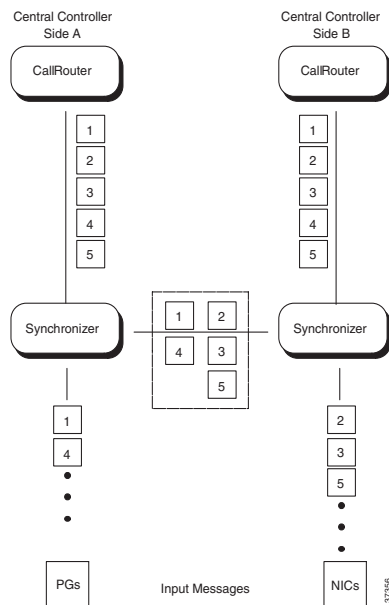 Central Controller
Side A
Central Controller
Side B
CallRouter
CallRouter
1
2
3
4
5
1
2
3
4
5
Synchronizer
1
2
4
3
5
Synchronizer
1
4
2
3
5
PGs
Input Messages
NICs
37356